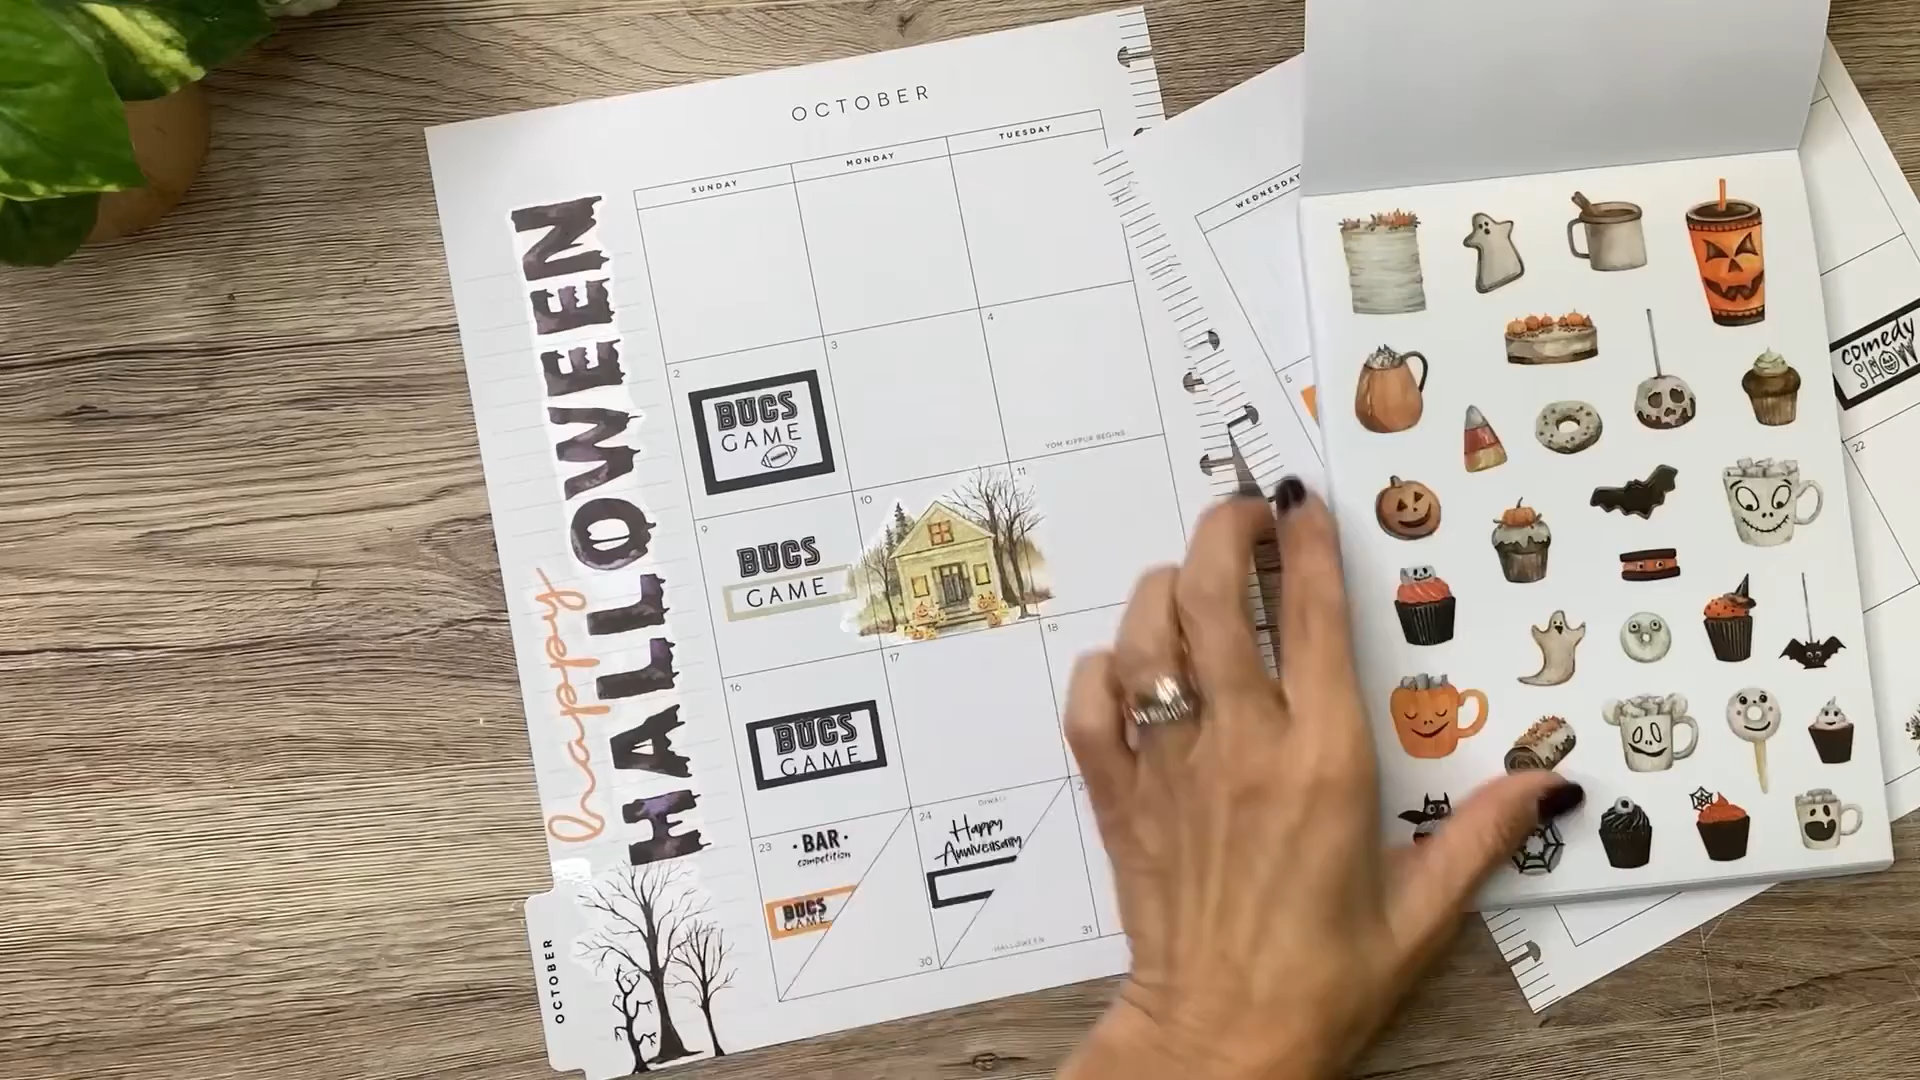 OCTOBER
SUNDAY
MONDAY
TUESDAY
WEDNESDAY
happy
HALLOWEEN
2
BUCS
GAME
3
4
YOM KIPPUR BEGINS
5
comedy
SHOW
9
BUCS
GAME
10
11
16
BUCS
GAME
17
18
22
23
• BAR •
competition
BUCS
GAME
30
24
DIWALI
Happy
Anniversary
HALLOWEEN
31
OCTOBER